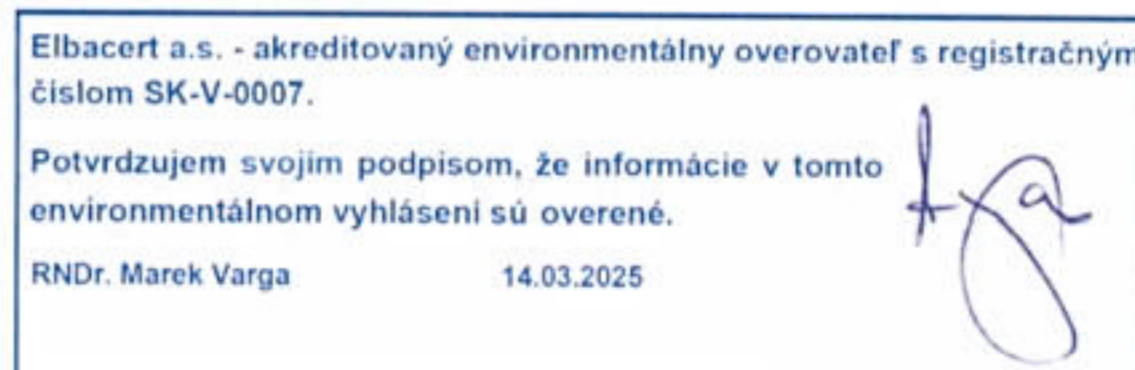 Elbacert a.s. - akreditovaný environmentálny overovateľ s registračným
číslom SK-V-0007.
Potvrdzujem svojím podpisom, že informácie v tomto
environmentálnom vyhlásení sú overené.
RNDr. Marek Varga 14.03.2025